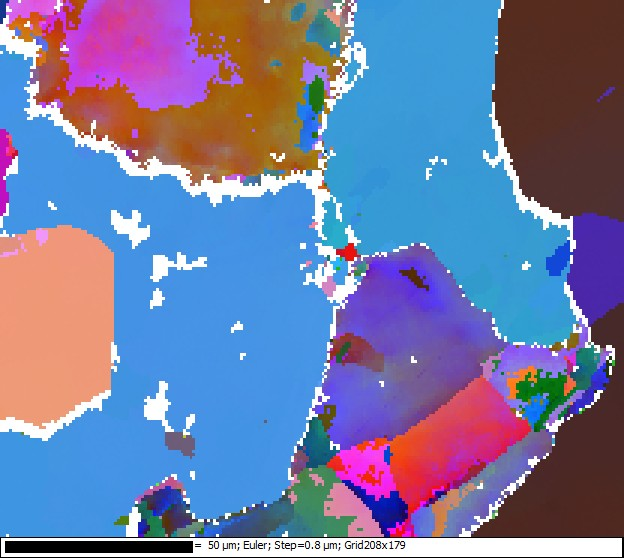 = 50 µm; Euler; Step=0.8 µm; Grid208x179